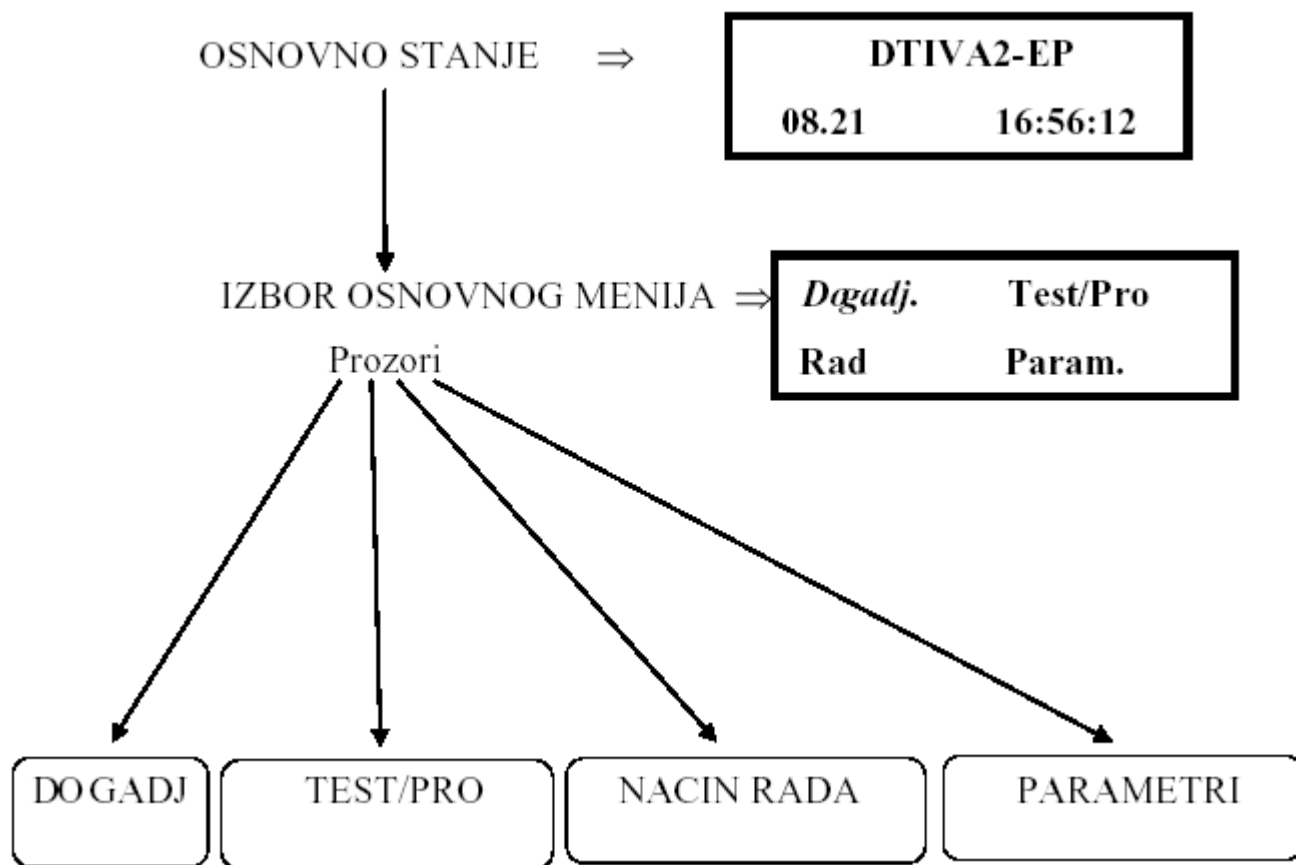 OSNOVNO STANJE ⇒
DTIVA2-EP
08.21 16:56:12
IZBOR OSNOVNOG MENIJA ⇒
Dogadj. Test/Pro
Rad Param.
Prozori
DOGADJ TEST/PRO NACIN RADA PARAMETRI